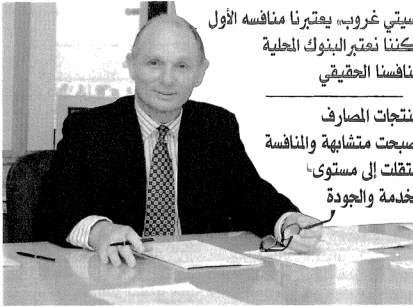 سيتي غروب» يعتبرنا منافسه الأول
كننا نعتبر البنوك المحلية
نافسنا الحقيقي
نتجات المصارف
صبحت متشابهة والمنافسة
نتقلت إلى مستوى
خدمة والجودة